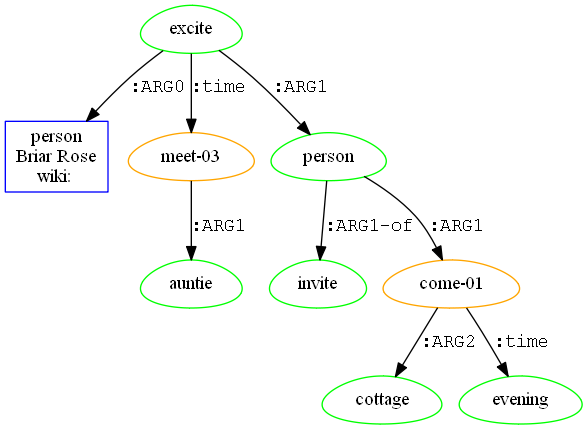 excite
:ARG0
:time
:ARG1
person
Briar Rose
wiki:
meet-03
person
:ARG1
:ARG1-of
:ARG1
auntie
invite
come-01
:ARG2
:time
cottage
evening